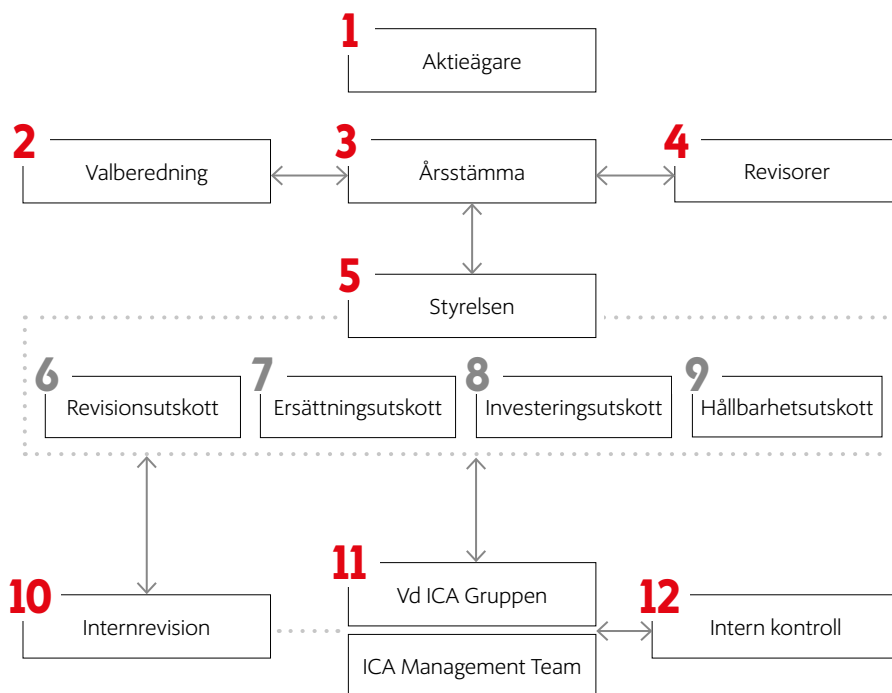 1
Aktieägare
2
Valberedning
3
Årsstämma
4
Revisorer
5
Styrelsen
6
Revisionsutskott
7
Ersättningsutskott
8
Investeringsutskott
9
Hållbarhetsutskott
10
Internrevision
11
Vd ICA Gruppen
ICA Management Team
12
Intern kontroll